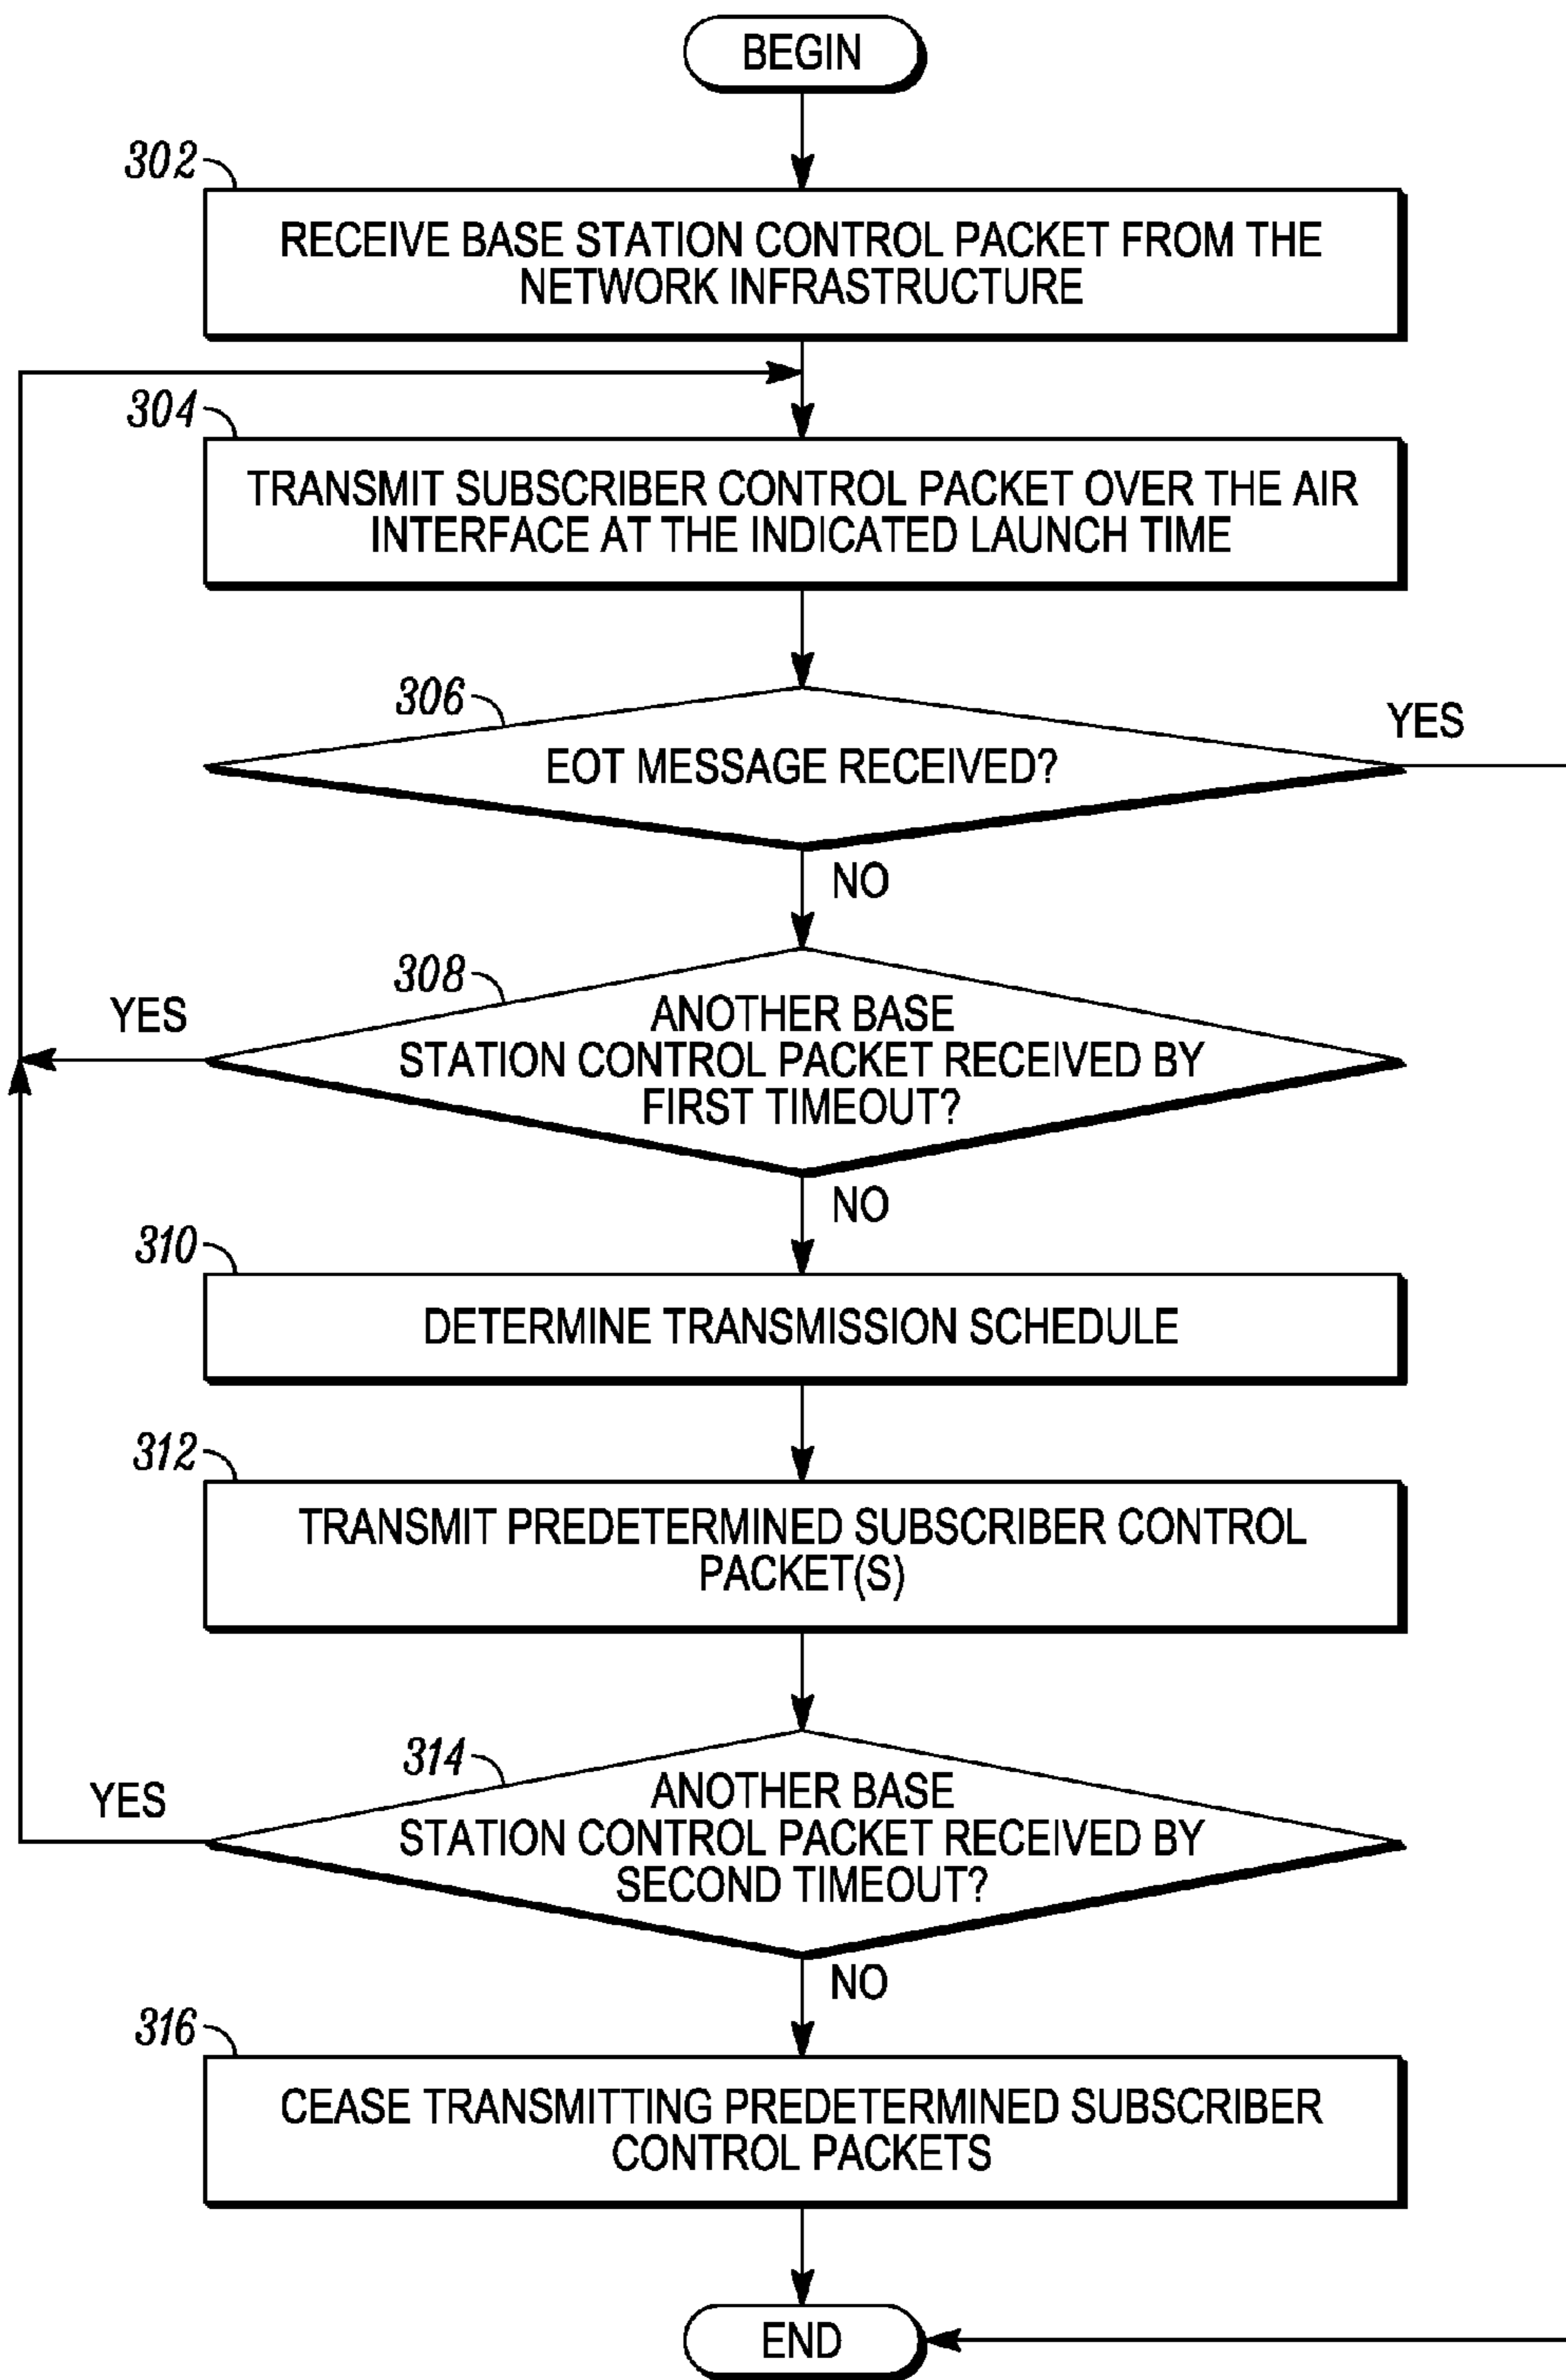 BEGIN
302
RECEIVE BASE STATION CONTROL PACKET FROM THE
NETWORK INFRASTRUCTURE
304
TRANSMIT SUBSCRIBER CONTROL PACKET OVER THE AIR
INTERFACE AT THE INDICATED LAUNCH TIME
306
YES
EOT MESSAGE RECEIVED?
NO
308
YES
ANOTHER BASE
STATION CONTROL PACKET RECEIVED BY
FIRST TIMEOUT?
NO
310
DETERMINE TRANSMISSION SCHEDULE
312
TRANSMIT PREDETERMINED SUBSCRIBER CONTROL
PACKET(S)
314
YES
ANOTHER BASE
STATION CONTROL PACKET RECEIVED BY
SECOND TIMEOUT?
NO
316
CEASE TRANSMITTING PREDETERMINED SUBSCRIBER
CONTROL PACKETS
END